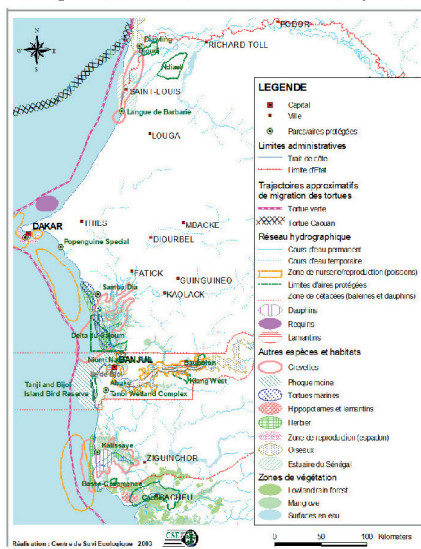 PODOR
RICHARD TOLL
Djoudj
Ndiael
SAINT-LOUIS
Langue de Barbarie
LOUGA
DAKAR
THIES
MBACKE
DIOURBEL
Popenguine Special
FATICK
GUINGUINEO
KAOLACK
Samba Dia
Delta du Saloum
BANJUL
Baobolon
Kiang West
Tanji and Bijol
Island Bird Reserve
Abuko
Tanbi Wetland Complex
Kalissaye
ZIGUINCHOR
Basse Casamance
LEGENDE
Capital
Ville
Parcs/aires protégées
Limites administratives
Trait de côte
Limite d'Etat
Trajectoires approximatifs
de migration des tortues
Tortue verte
Tortue Caouan
Réseau hydrographique
Cours d'eau permanent
Cours d'eau temporaire
Zone de nurserie/reproduction (poissons)
Limites d'aires protégées
Zone de cétacées (baleines et dauphins)
Dauphins
Requins
Lamantins
Autres espèces et habitats
Crevettes
Phoque moine
Tortues marines
Hippopotames et lamantins
Herbier
Zone de reproduction (espadon)
Oiseaux
Estuaire du Sénégal
Zones de végétation
Lowland rain forest
Mangrove
Surfaces en eau
Réalisation : Centre de Suivi Ecologique 2003
CSE
0 50 100 Kilometers